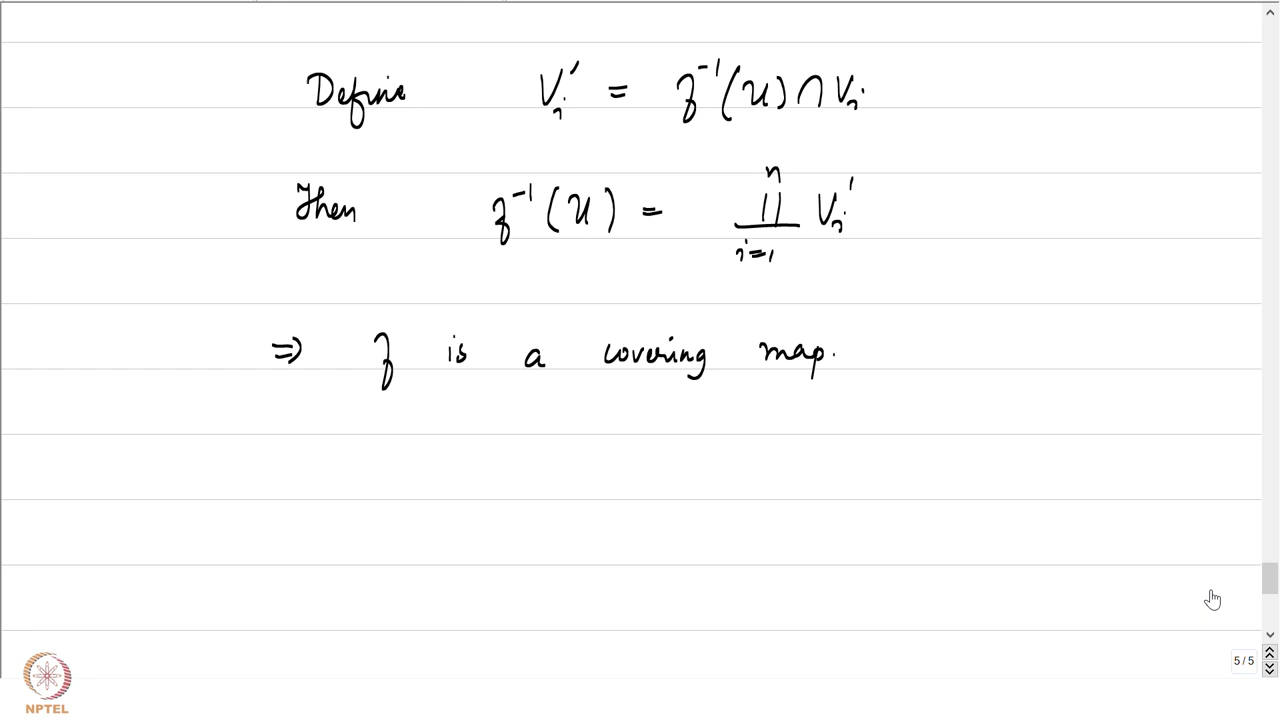 Define V_i' = f^{-1}(U) ∩ V_i
Then f^{-1}(U) = ∐_{i=1}^{n} V_i'
⇒ f is a covering map.
5 / 5
NPTEL